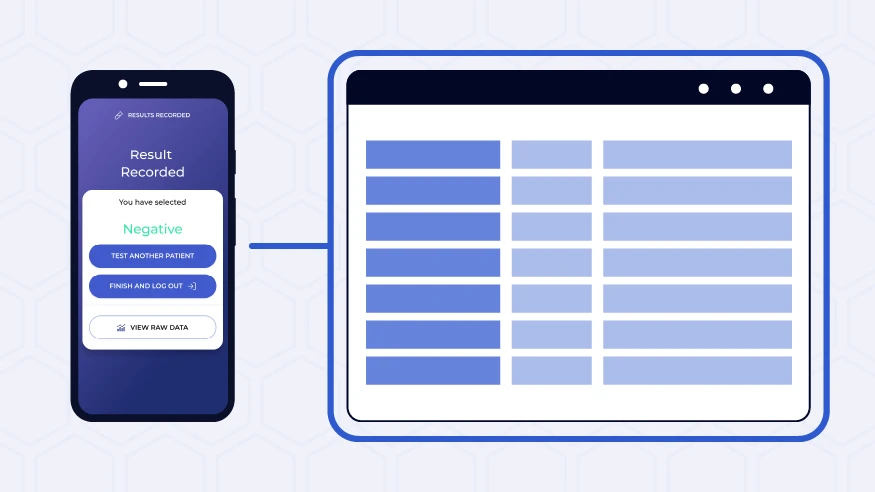 RESULTS RECORDED
Result
Recorded
You have selected
Negative
TEST ANOTHER PATIENT
FINISH AND LOG OUT
VIEW RAW DATA